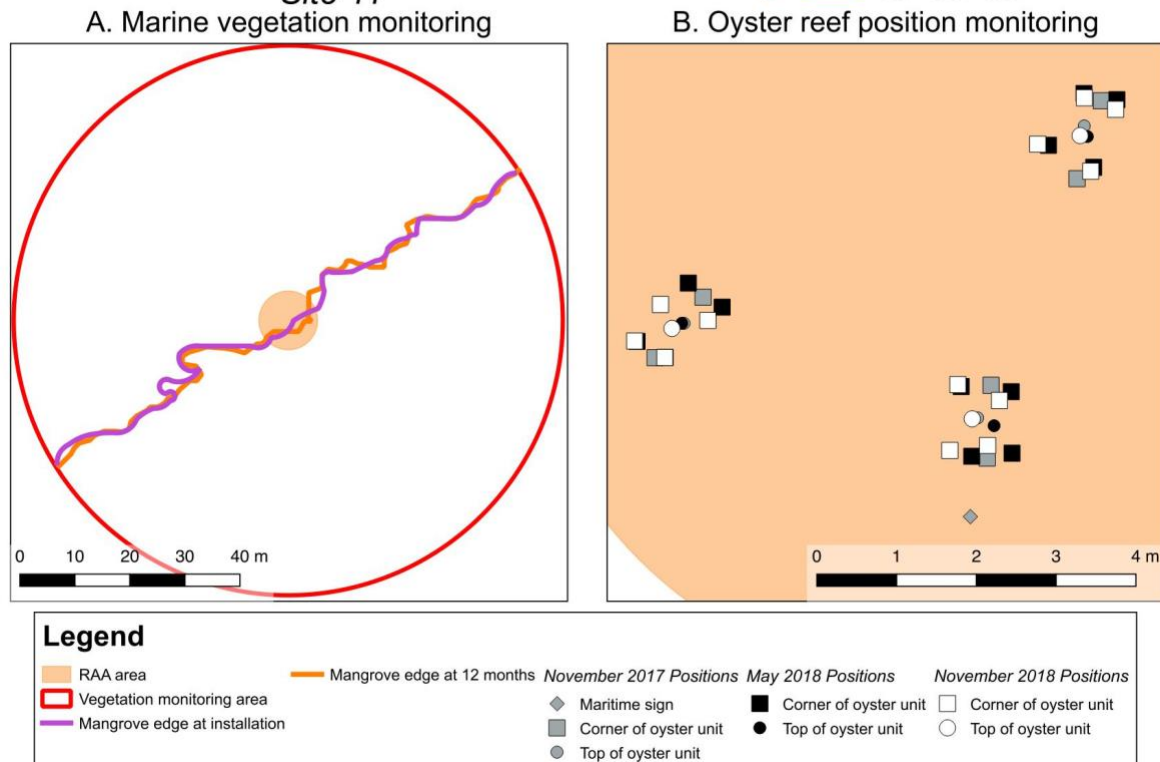 A. Marine vegetation monitoring
B. Oyster reef position monitoring
0 10 20 30 40 m
0 1 2 3 4 m
Legend
RAA area
Vegetation monitoring area
Mangrove edge at installation
Mangrove edge at 12 months
November 2017 Positions
Maritime sign
Corner of oyster unit
Top of oyster unit
May 2018 Positions
Corner of oyster unit
Top of oyster unit
November 2018 Positions
Corner of oyster unit
Top of oyster unit